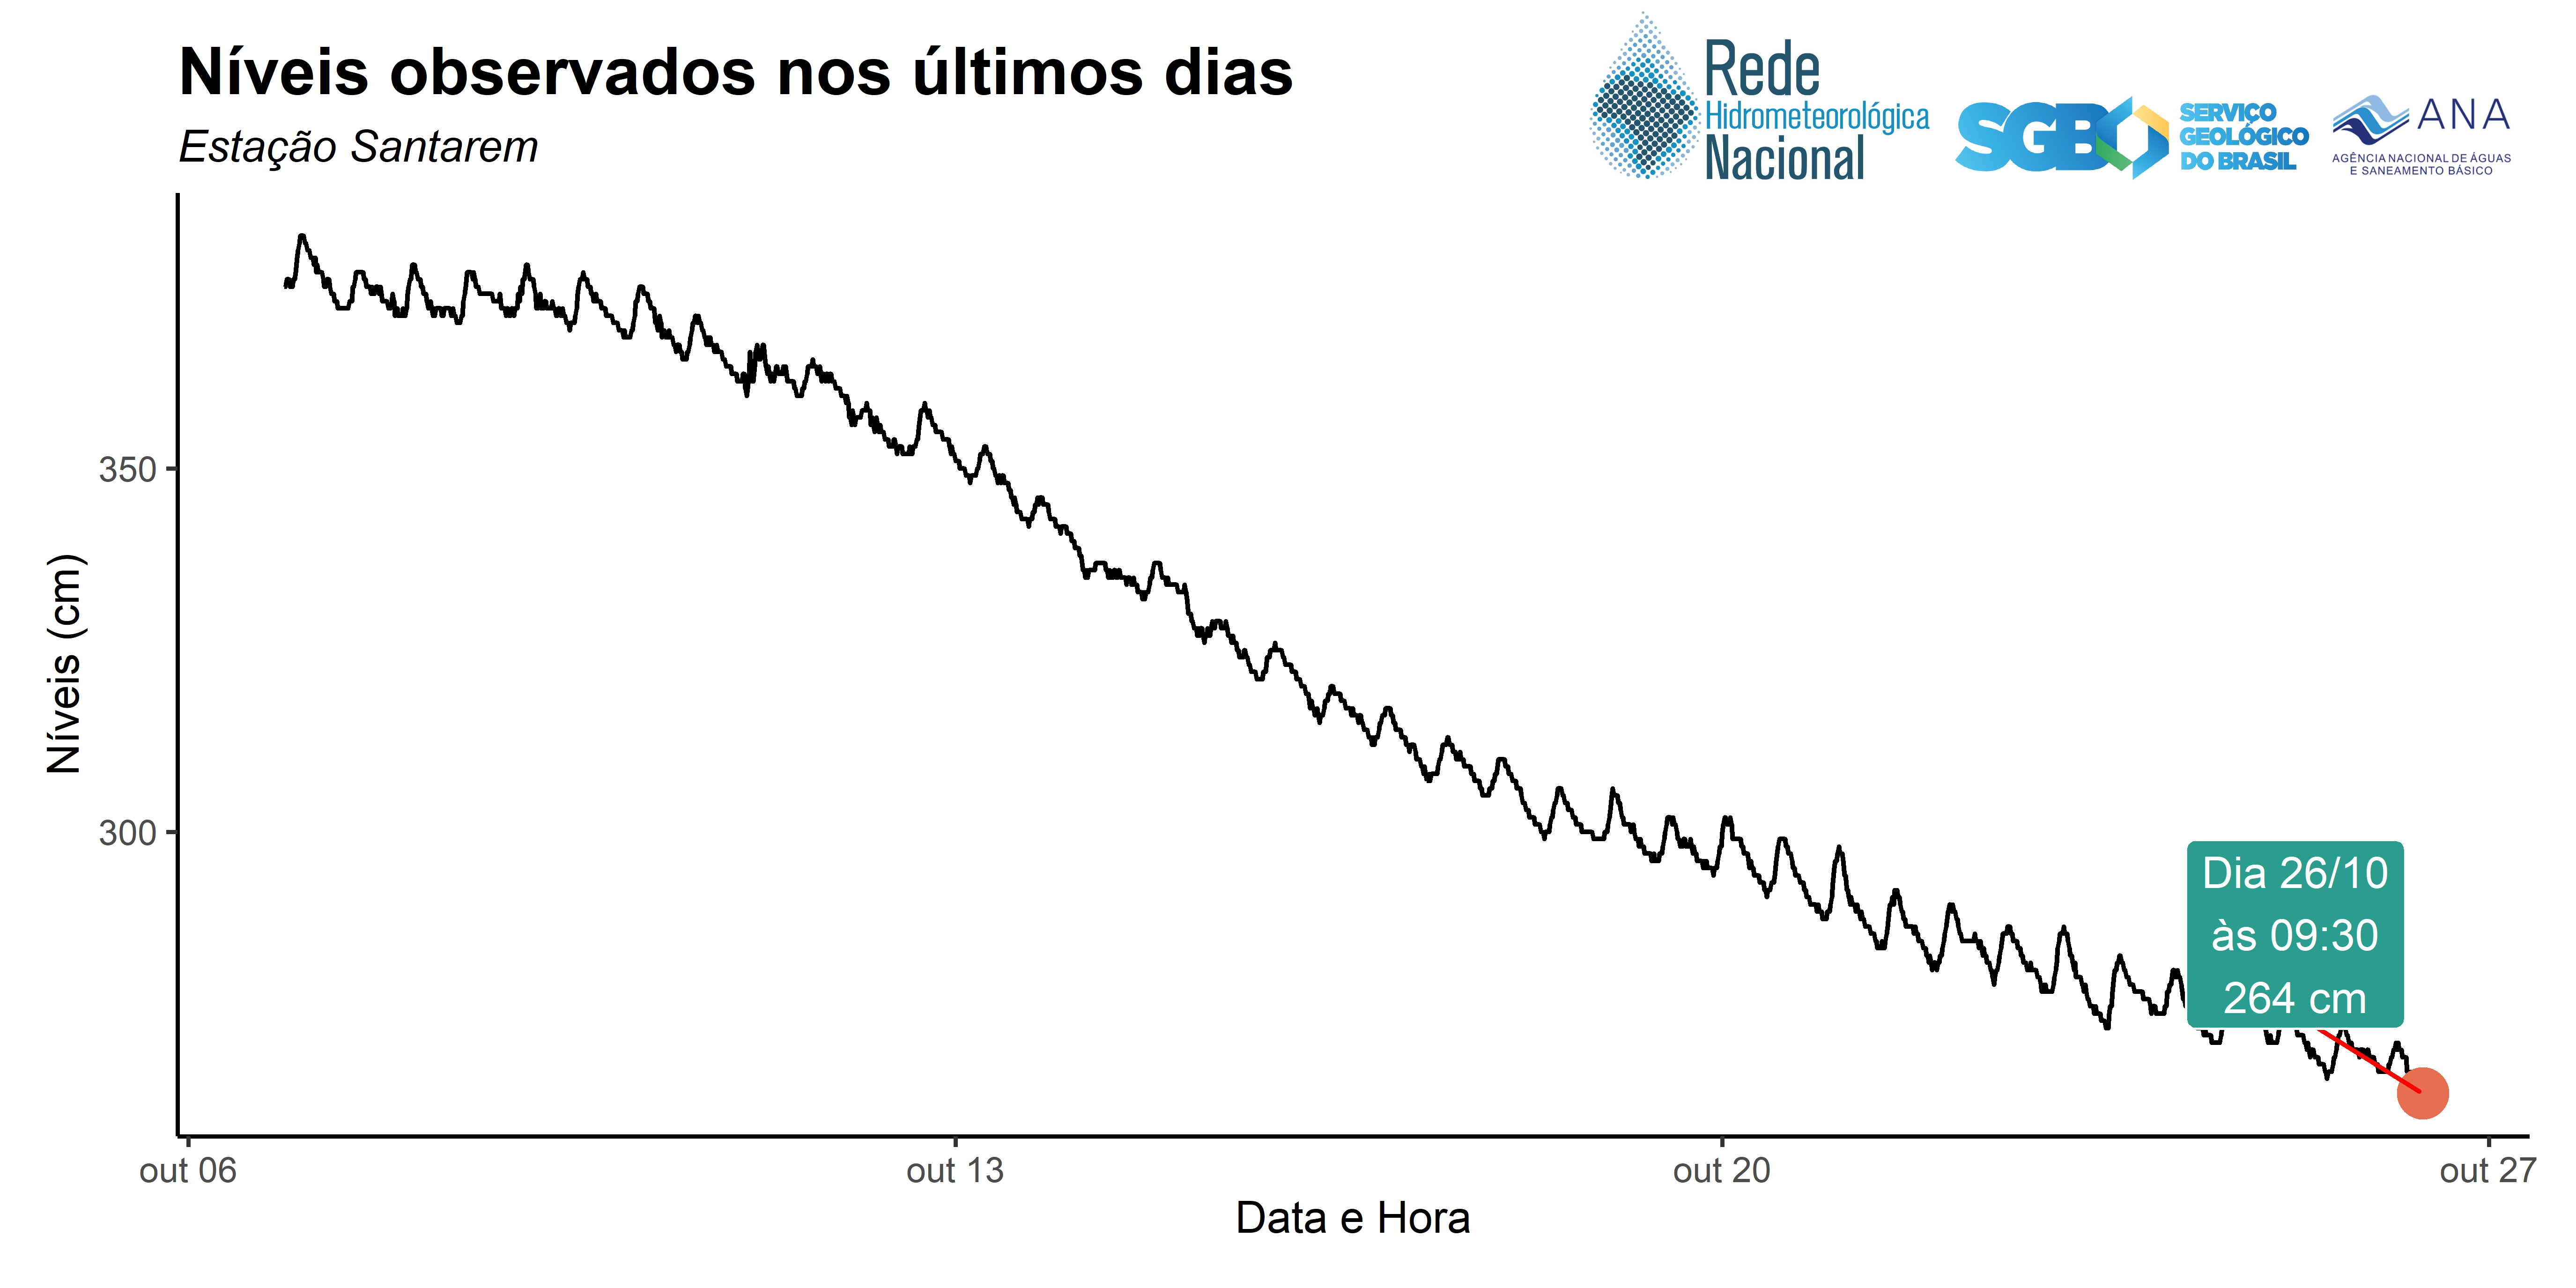 Níveis observados nos últimos dias
Estação Santarem
Rede
Hidrometeorológica
Nacional
SGB
SERVIÇO
GEOLÓGICO
DO BRASIL
ANA
AGÊNCIA NACIONAL DE ÁGUAS
E SANEAMENTO BÁSICO
Níveis (cm)
350
300
Dia 26/10
às 09:30
264 cm
out 06
out 13
out 20
out 27
Data e Hora